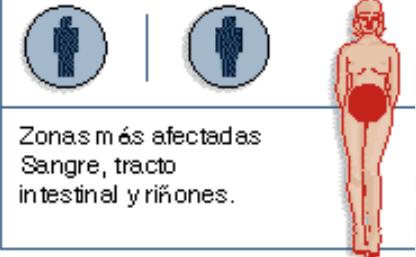 Zonas más afectadas
Sangre, tracto
intestinal y riñones.